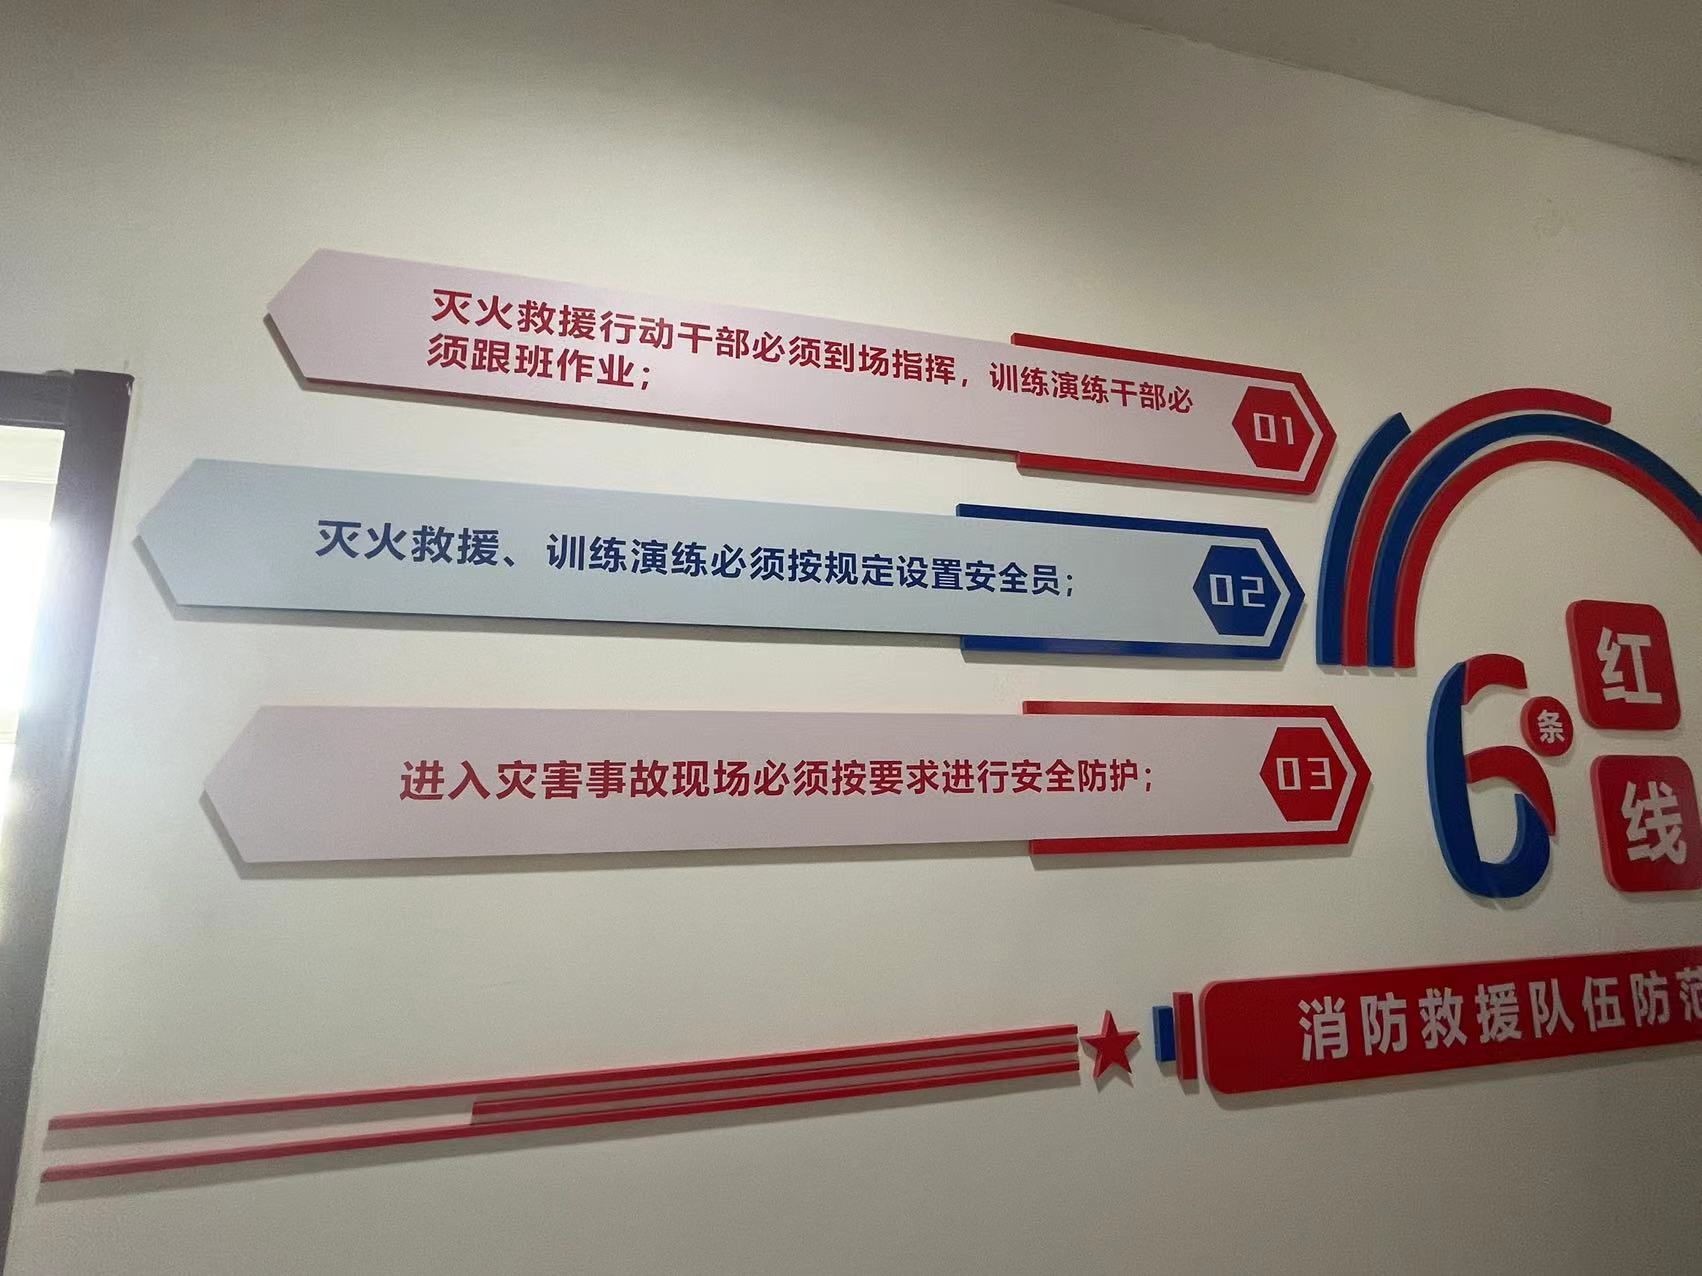 灭火救援行动干部必须到场指挥，训练演练干部必
须跟班作业；
01
灭火救援、训练演练必须按规定设置安全员；
02
进入灾害事故现场必须按要求进行安全防护；
03
6条
红线
消防救援队伍防范